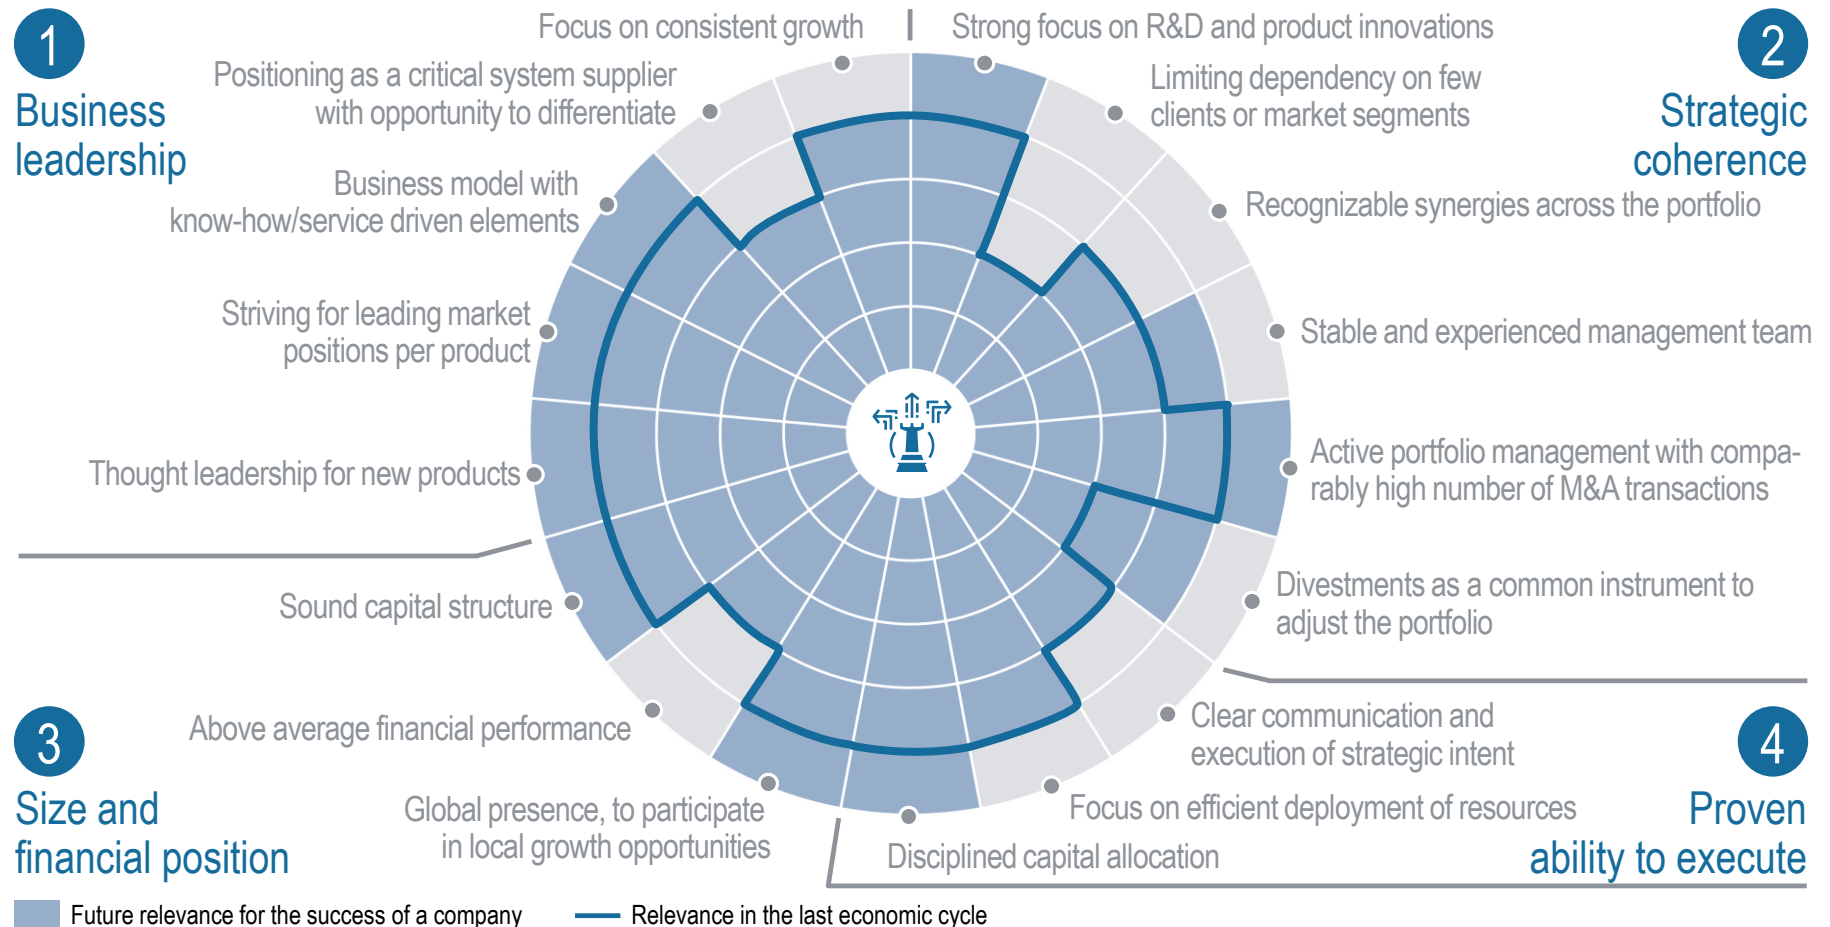 1
Business
leadership
Focus on consistent growth
Positioning as a critical system supplier
with opportunity to differentiate
Business model with
know-how/service driven elements
Striving for leading market
positions per product
Thought leadership for new products
2
Strategic
coherence
Strong focus on R&D and product innovations
Limiting dependency on few
clients or market segments
Recognizable synergies across the portfolio
Stable and experienced management team
Active portfolio management with compa-
rably high number of M&A transactions
Divestments as a common instrument to
adjust the portfolio
3
Size and
financial position
Sound capital structure
Above average financial performance
Global presence, to participate
in local growth opportunities
4
Proven
ability to execute
Clear communication and
execution of strategic intent
Focus on efficient deployment of resources
Disciplined capital allocation
Future relevance for the success of a company
Relevance in the last economic cycle